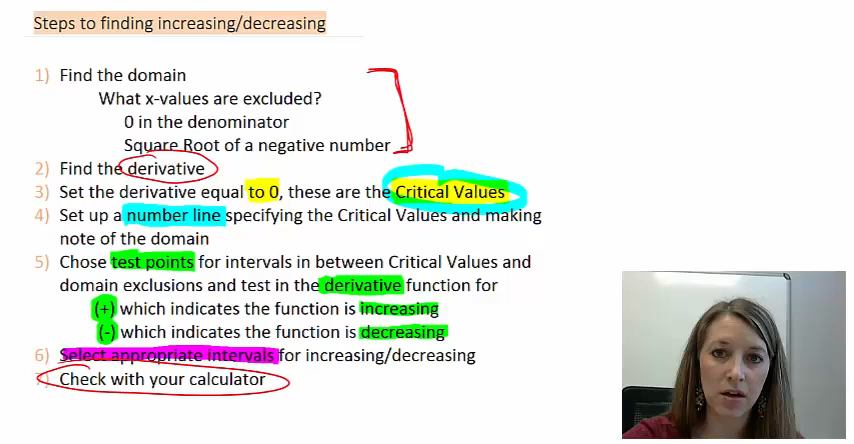 Steps to finding increasing/decreasing
1) Find the domain
What x-values are excluded?
0 in the denominator
Square Root of a negative number
2) Find the derivative
3) Set the derivative equal to 0, these are the Critical Values
4) Set up a number line specifying the Critical Values and making
note of the domain
5) Chose test points for intervals in between Critical Values and
domain exclusions and test in the derivative function for
(+) which indicates the function is increasing
(-) which indicates the function is decreasing
6) Select appropriate intervals for increasing/decreasing
7) Check with your calculator